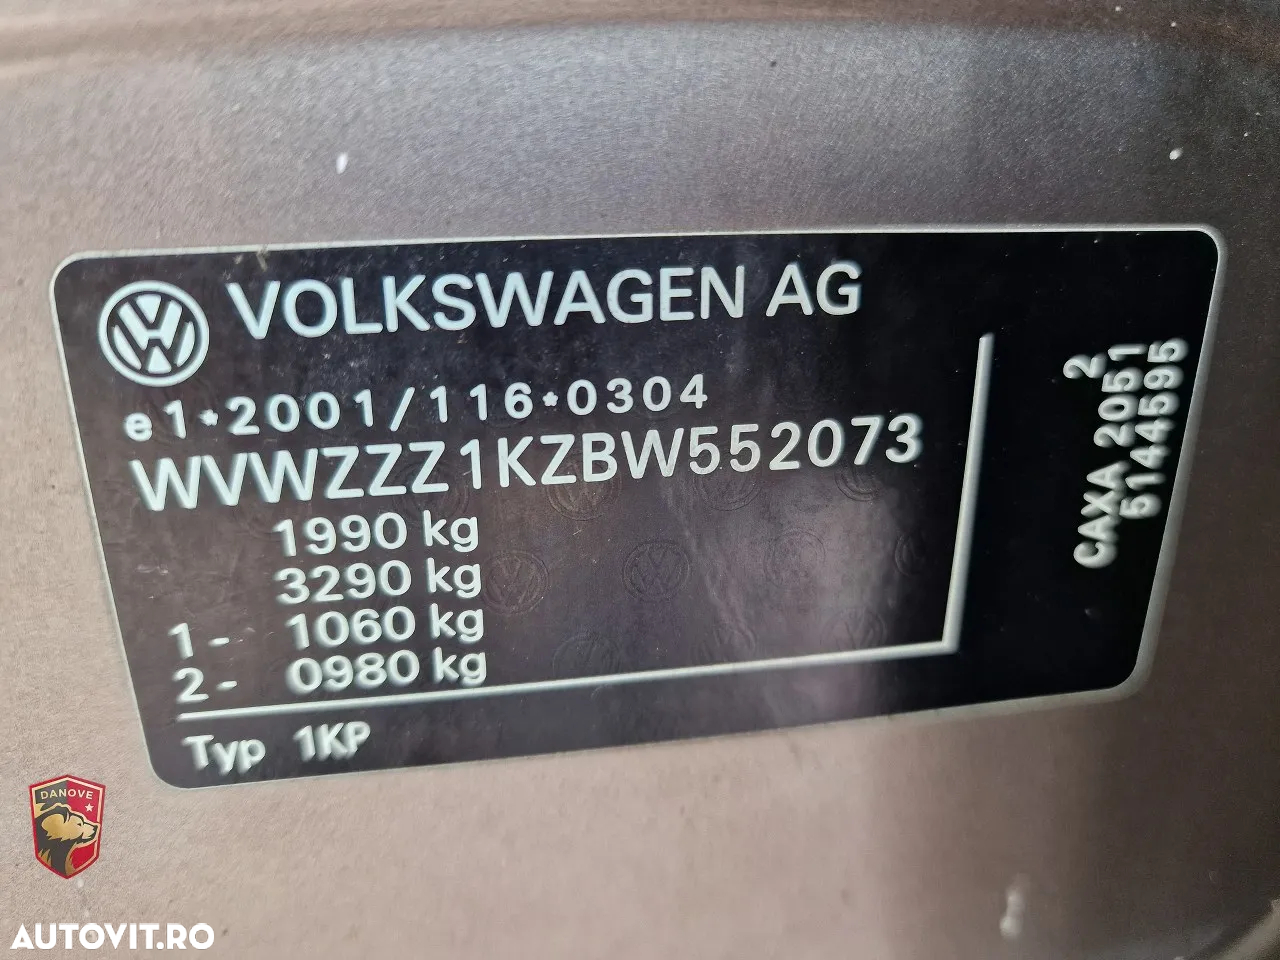 VOLKSWAGEN AG
e1*2001/116*0304
WVWZZZ1KZBW552073
1990 kg
3290 kg
1- 1060 kg
2- 0980 kg
Typ 1KP
2
CAXA 2051
5144595
DANOVE
AUTOVIT.RO